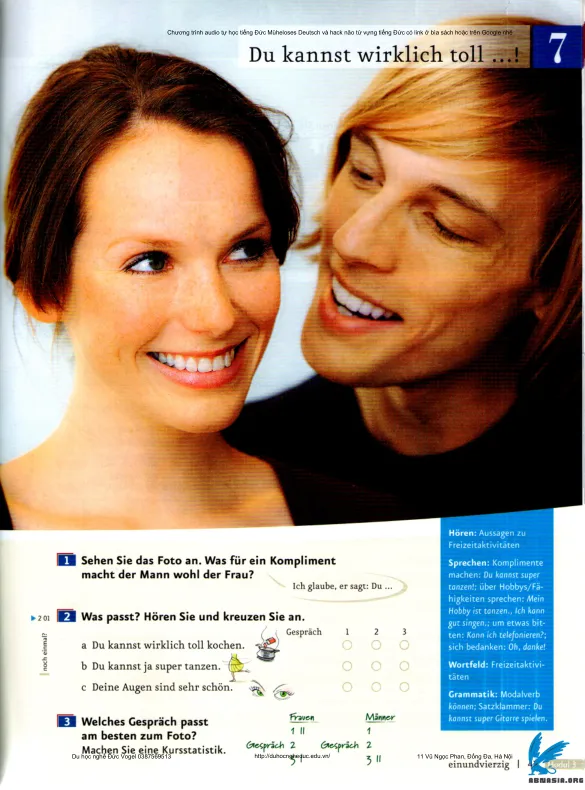 Chương trình audio tự học tiếng Đức Müheloses Deutsch và hack não từ vựng tiếng Đức có link ở bìa sách hoặc trên Google nhé
Du kannst wirklich toll ...!
7
1 Sehen Sie das Foto an. Was für ein Kompliment
macht der Mann wohl der Frau?
Ich glaube, er sagt: Du ...
▶ 2 01
2 Was passt? Hören Sie und kreuzen Sie an.
noch einmal?
Gespräch 1 2 3
a Du kannst wirklich toll kochen.
b Du kannst ja super tanzen.
c Deine Augen sind sehr schön.
3 Welches Gespräch passt
am besten zum Foto?
Machen Sie eine Kursstatistik.
Frauen Männer
1 II 1
Gespräch 2 Gespräch 2
3 II
Hören: Aussagen zu
Freizeitaktivitäten
Sprechen: Komplimente
machen: Du kannst super
tanzen!; über Hobbys/Fä-
higkeiten sprechen: Mein
Hobby ist tanzen., Ich kann
gut singen.; um etwas bit-
ten: Kann ich telefonieren?;
sich bedanken: Oh, danke!
Wortfeld: Freizeitaktivi-
täten
Grammatik: Modalverb
können; Satzklammer: Du
kannst super Gitarre spielen.
Du học nghề Đức Vogel 0387569513
http://duhocngheduc.edu.vn/
11 Vũ Ngọc Phan, Đống Đa, Hà Nội
einundvierzig | Modul 3
ABMASIA.ORG